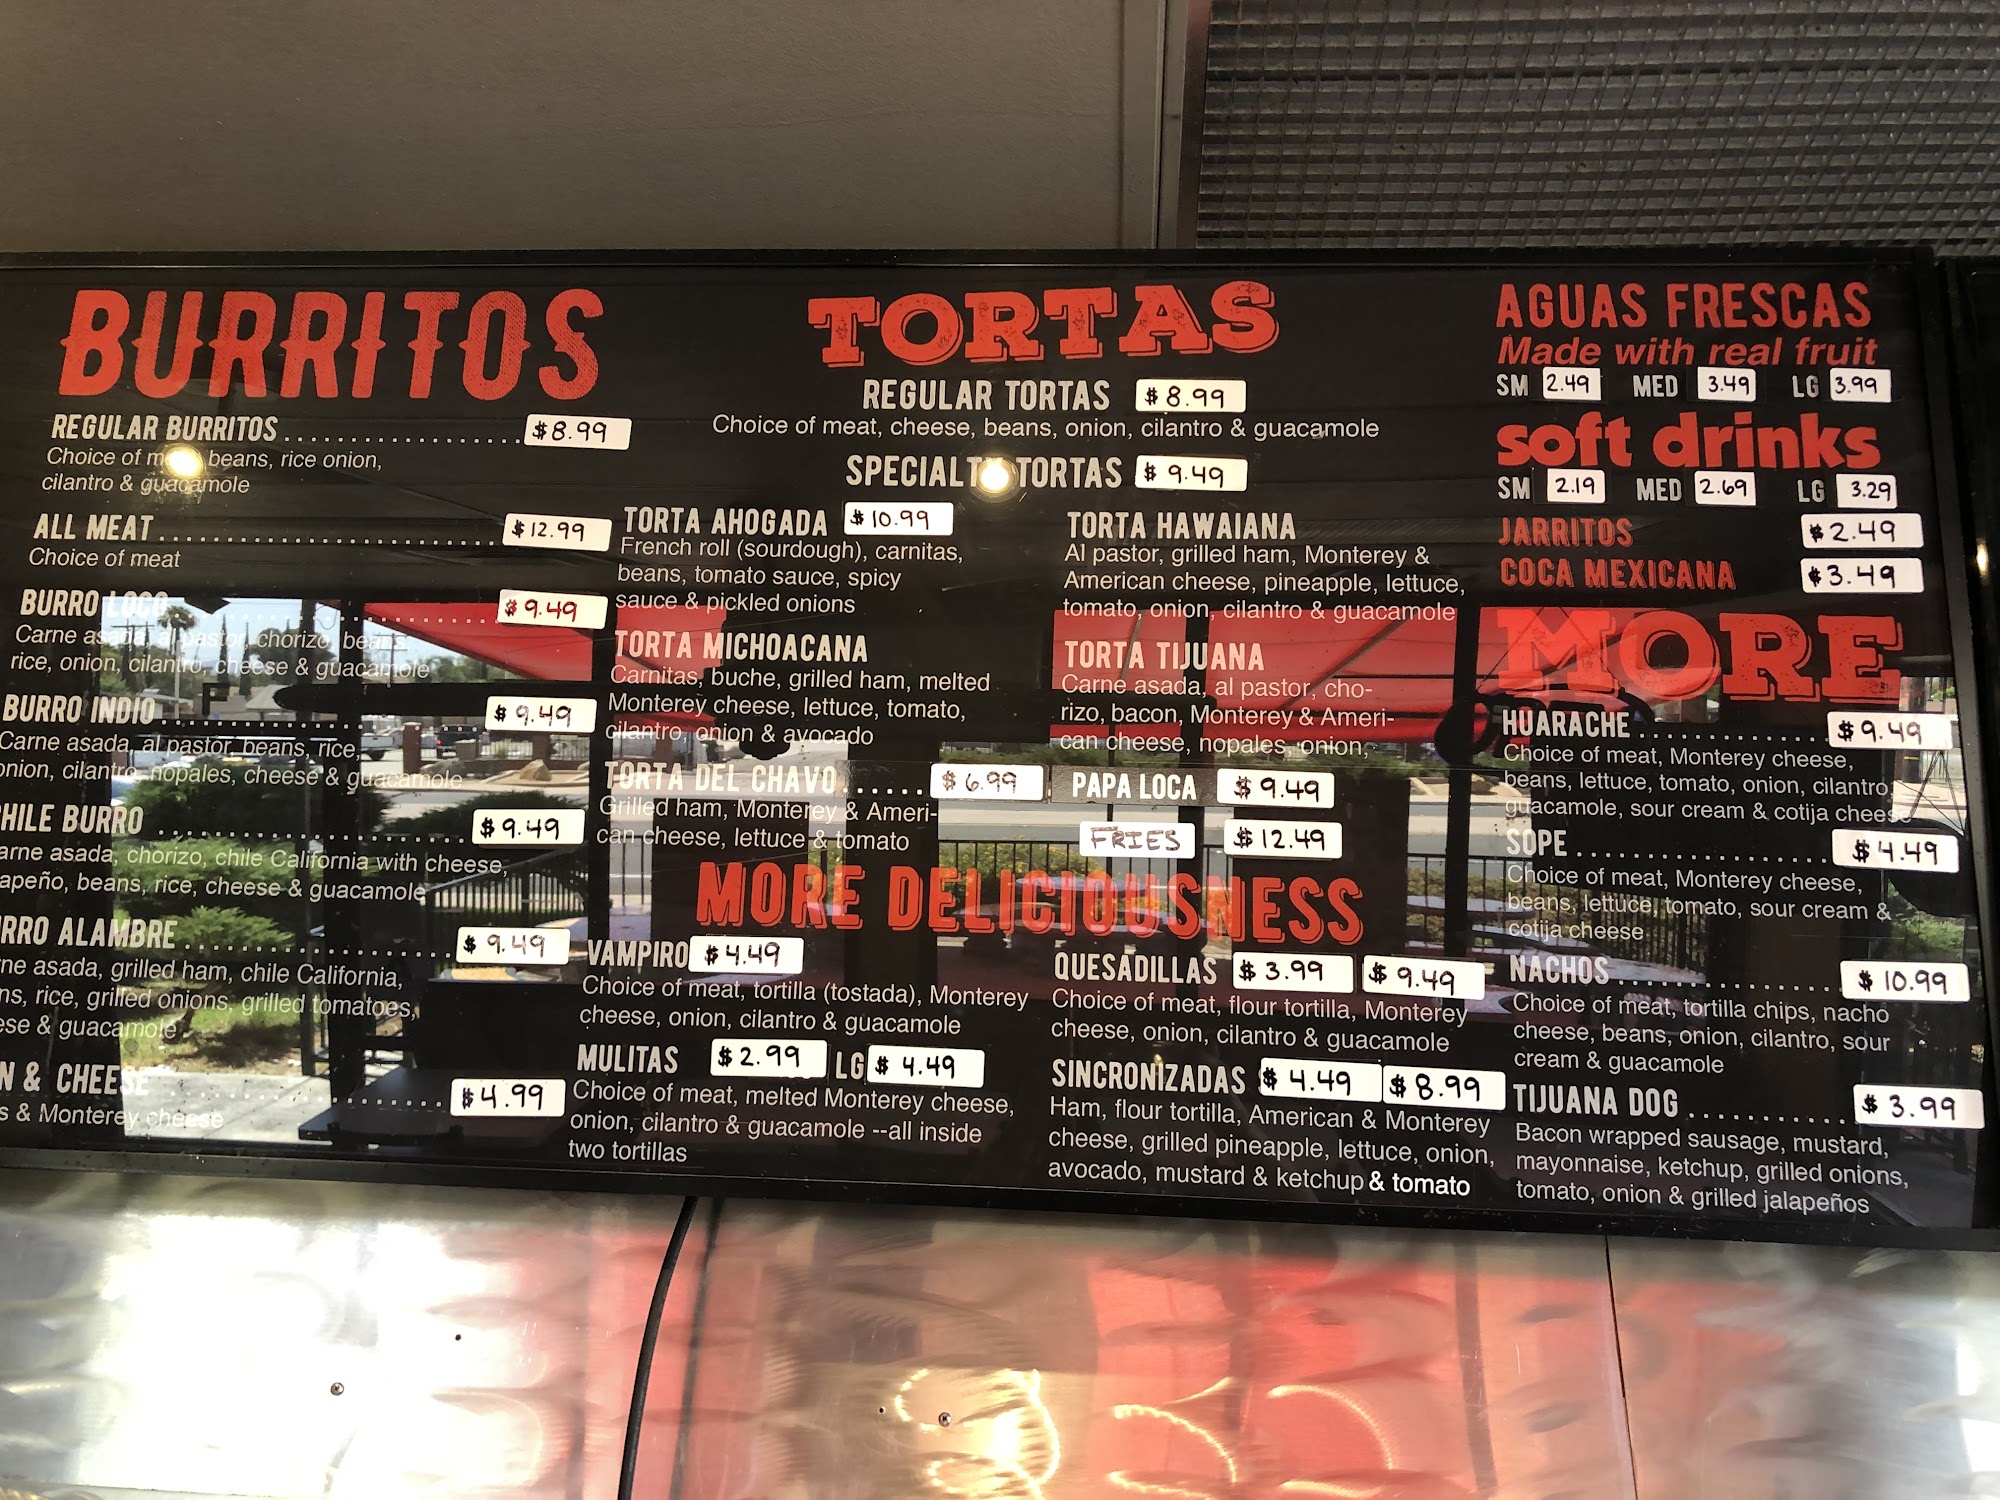 BURRITOS
REGULAR BURRITOS $8.99
Choice of beans, rice onion,
cilantro & guacamole
ALL MEAT $12.99
Choice of meat
BURRO LOCO $9.49
Carne asada, al pastor, chorizo, beans
rice, onion, cilantro, cheese & guacamole
BURRO INDIO $9.49
Carne asada, al pastor, beans, rice,
onion, cilantro, nopales, cheese & guacamole
HILE BURRO $9.49
arne asada, chorizo, chile California with cheese,
apeño, beans, rice, cheese & guacamole
RRO ALAMBRE $9.49
ne asada, grilled ham, chile California,
ns, rice, grilled onions, grilled tomatoes,
ese & guacamole
N & CHEESE $4.99
s & Monterey cheese
TORTAS
REGULAR TORTAS $8.99
Choice of meat, cheese, beans, onion, cilantro & guacamole
SPECIALTY TORTAS $9.49
TORTA AHOGADA $10.99
French roll (sourdough), carnitas,
beans, tomato sauce, spicy
sauce & pickled onions
TORTA MICHOACANA
Carnitas, buche, grilled ham, melted
Monterey cheese, lettuce, tomato,
cilantro, onion & avocado
TORTA DEL CHAVO $6.99
Grilled ham, Monterey & Ameri-
can cheese, lettuce & tomato
TORTA HAWAIANA
Al pastor, grilled ham, Monterey &
American cheese, pineapple, lettuce,
tomato, onion, cilantro & guacamole
TORTA TIJUANA
Carne asada, al pastor, cho-
rizo, bacon, Monterey & Ameri-
can cheese, nopales, onion,
PAPA LOCA $9.49
FRIES $12.49
MORE DELICIOUSNESS
VAMPIRO $4.49
Choice of meat, tortilla (tostada), Monterey
cheese, onion, cilantro & guacamole
MULITAS $2.99 LG $4.49
Choice of meat, melted Monterey cheese,
onion, cilantro & guacamole --all inside
two tortillas
QUESADILLAS $3.99 $9.49
Choice of meat, flour tortilla, Monterey
cheese, onion, cilantro & guacamole
SINCRONIZADAS $4.49 $8.99
Ham, flour tortilla, American & Monterey
cheese, grilled pineapple, lettuce, onion,
avocado, mustard & ketchup & tomato
AGUAS FRESCAS
Made with real fruit
SM 2.49 MED 3.49 LG 3.99
soft drinks
SM 2.19 MED 2.69 LG 3.29
JARRITOS $2.49
COCA MEXICANA $3.49
MORE
HUARACHE $9.49
Choice of meat, Monterey cheese,
beans, lettuce, tomato, onion, cilantro
guacamole, sour cream & cotija cheese
SOPE $4.49
Choice of meat, Monterey cheese,
beans, lettuce, tomato, sour cream &
cotija cheese
NACHOS $10.99
Choice of meat, tortilla chips, nacho
cheese, beans, onion, cilantro, sour
cream & guacamole
TIJUANA DOG $3.99
Bacon wrapped sausage, mustard,
mayonnaise, ketchup, grilled onions,
tomato, onion & grilled jalapeños